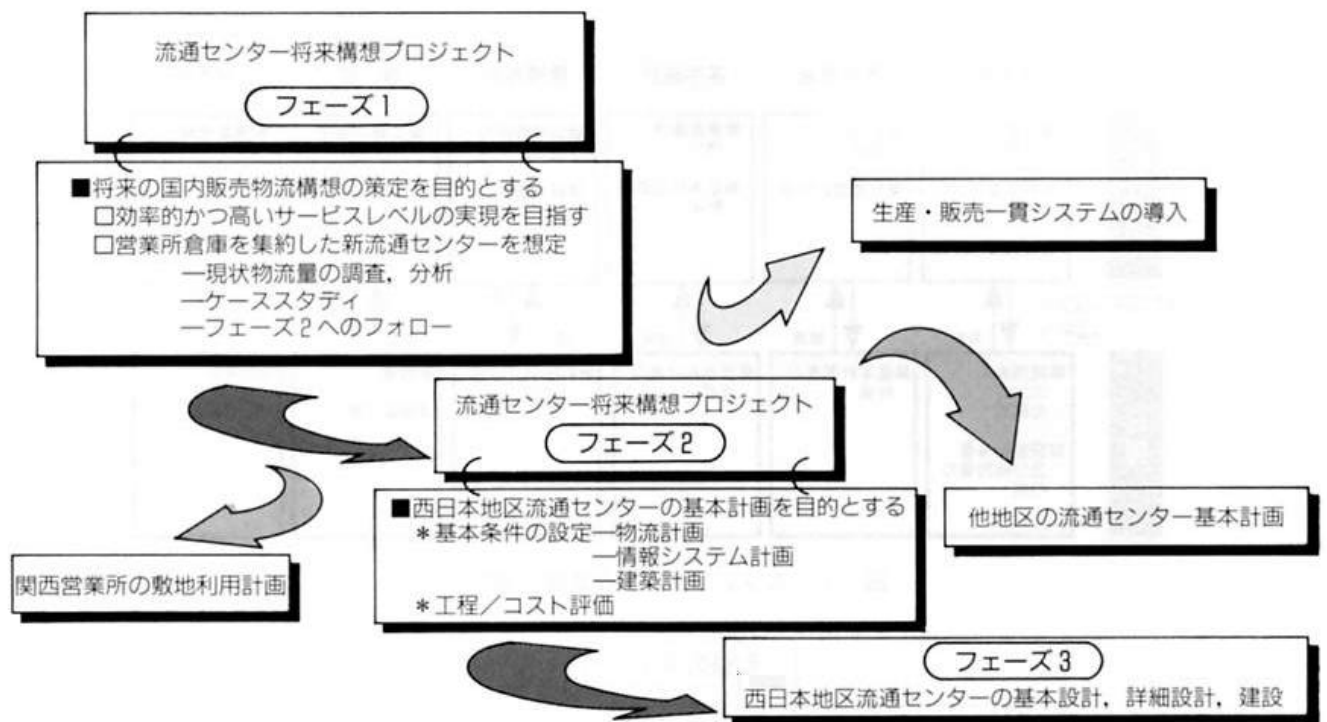 流通センター将来構想プロジェクト
フェーズ1
■将来の国内販売物流構想の策定を目的とする
□効率的かつ高いサービスレベルの実現を目指す
□営業所倉庫を集約した新流通センターを想定
―現状物流量の調査,分析
―ケーススタディ
―フェーズ2へのフォロー
生産・販売一貫システムの導入
流通センター将来構想プロジェクト
フェーズ2
■西日本地区流通センターの基本計画を目的とする
*基本条件の設定―物流計画
―情報システム計画
―建築計画
*工程/コスト評価
他地区の流通センター基本計画
関西営業所の敷地利用計画
フェーズ3
西日本地区流通センターの基本設計,詳細設計,建設